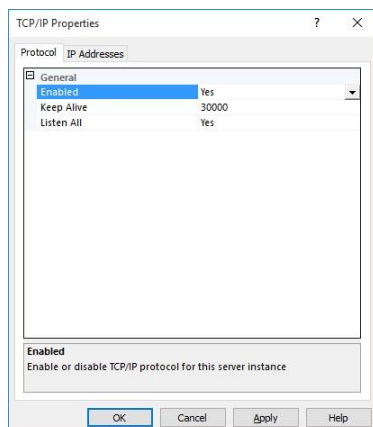 TCP/IP Properties ?
Protocol IP Addresses
General
Enabled Yes
Keep Alive 30000
Listen All Yes
Enabled
Enable or disable TCP/IP protocol for this server instance
OK Cancel Apply Help